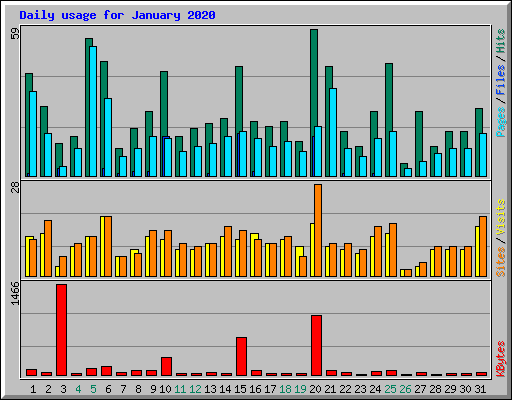 Daily usage for January 2020
59
28
1466
Pages / Files / Hits
Sites / Visits
KBytes
1 2 3 4 5 6 7 8 9 10 11 12 13 14 15 16 17 18 19 20 21 22 23 24 25 26 27 28 29 30 31